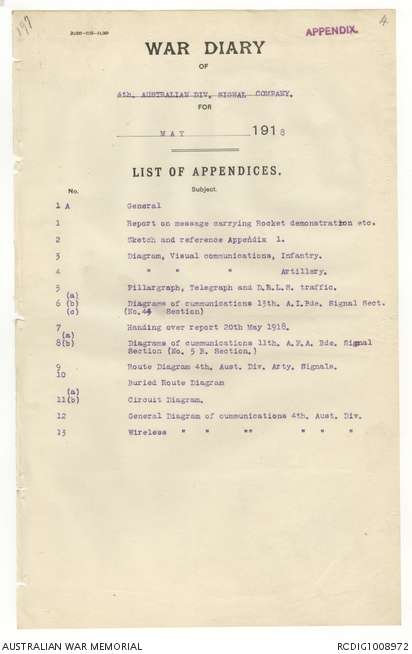 197
4
APPENDIX.
WAR DIARY
OF
4th. AUSTRALIAN DIV. SIGNAL COMPANY.
FOR
MAY 1918
LIST OF APPENDICES.
No. Subject.
1 A General
1 Report on message carrying Rocket demonstration etc.
2 Sketch and reference Appendix 1.
3 Diagram, Visual communications, Infantry.
4 " " " Artillery.
5 Pillargraph, Telegraph and D.R.L.S. traffic.
(a)
6 (b) Diagrams of cummunications 13th. A.I.Bde. Signal Sect.
(c) (No. 4 Section)
7 Handing over report 20th May 1918.
(a)
8(b) Diagrams of cummunications 11th. A.F.A. Bde. Signal
Section (No. 5 B. Section.)
9 Route Diagram 4th. Aust. Div. Arty. Signals.
10
Buried Route Diagram
(a)
11(b) Circuit Diagram.
12 General Diagram of cummunications 4th. Aust. Div.
13 Wireless " " "" " " "
AUSTRALIAN WAR MEMORIAL
RCDIG1008972